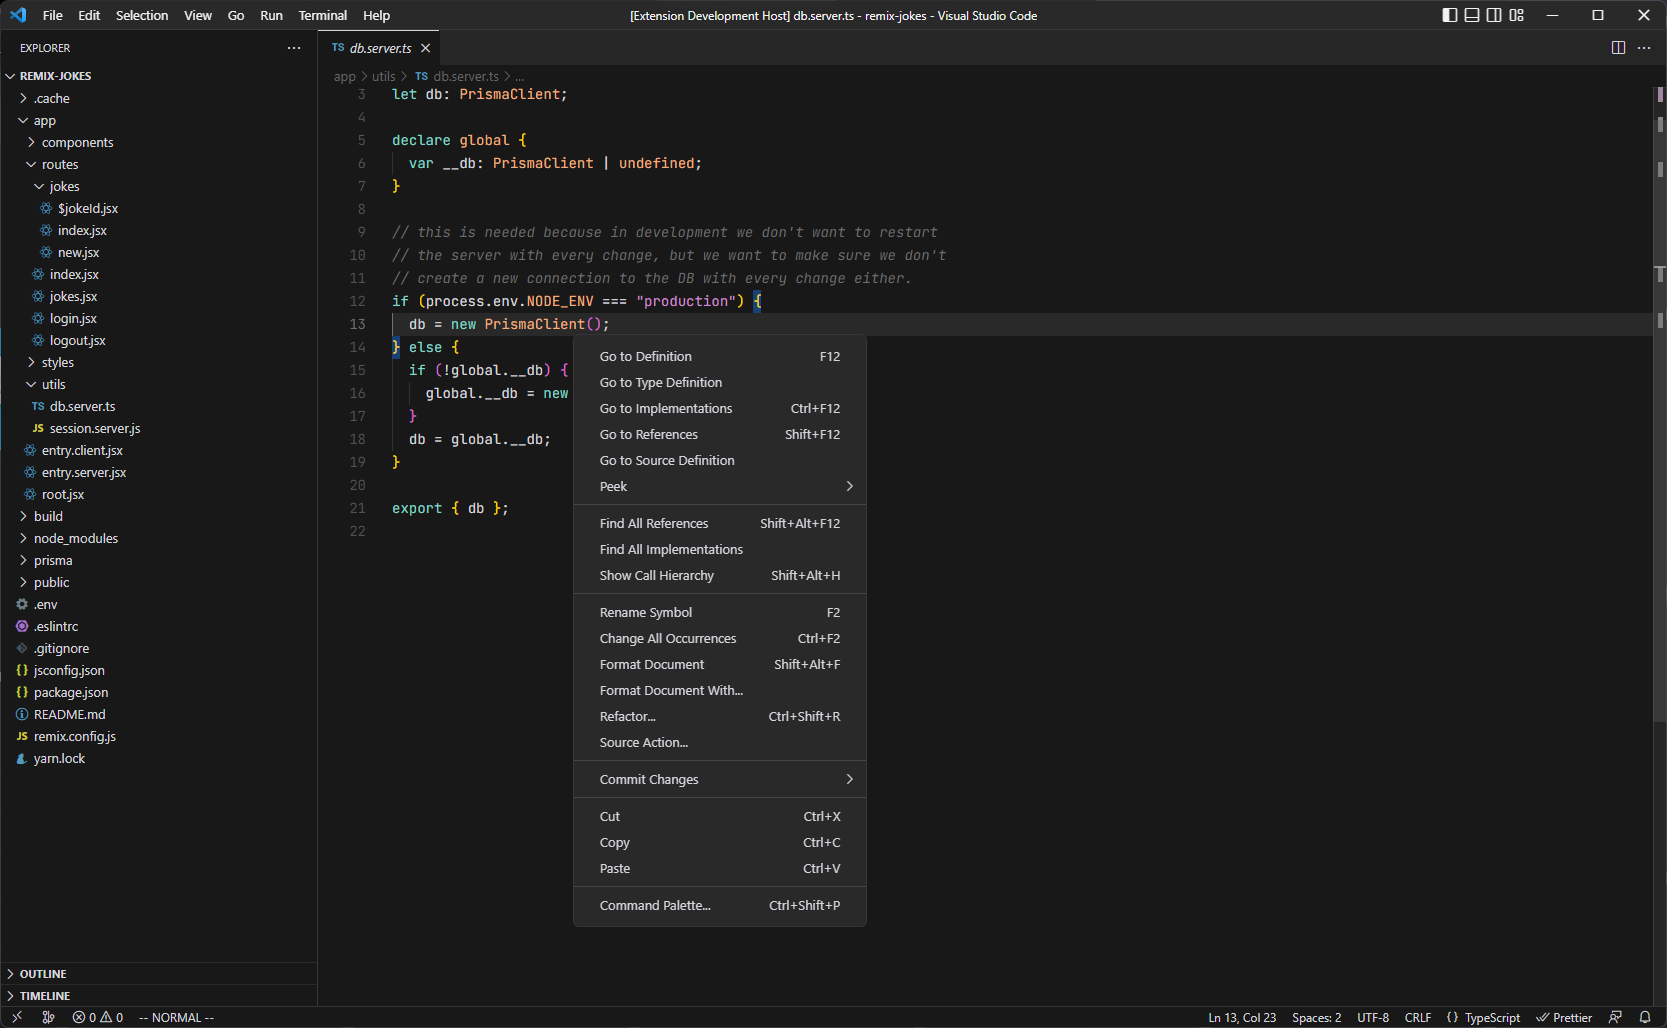 File Edit Selection View Go Run Terminal Help
[Extension Development Host] db.server.ts - remix-jokes - Visual Studio Code
EXPLORER
REMIX-JOKES
.cache
app
components
routes
jokes
$jokeId.jsx
index.jsx
new.jsx
index.jsx
jokes.jsx
login.jsx
logout.jsx
styles
utils
TS db.server.ts
JS session.server.js
entry.client.jsx
entry.server.jsx
root.jsx
build
node_modules
prisma
public
.env
.eslintrc
.gitignore
{} jsconfig.json
{} package.json
README.md
JS remix.config.js
yarn.lock
OUTLINE
TIMELINE
TS db.server.ts
app > utils > TS db.server.ts > ...
3 let db: PrismaClient;
4
5 declare global {
6 var __db: PrismaClient | undefined;
7 }
8
9 // this is needed because in development we don't want to restart
10 // the server with every change, but we want to make sure we don't
11 // create a new connection to the DB with every change either.
12 if (process.env.NODE_ENV === "production") {
13 db = new PrismaClient();
14 } else {
15 if (!global.__db) {
16 global.__db = new
17 }
18 db = global.__db;
19 }
20
21 export { db };
22
Go to Definition F12
Go to Type Definition
Go to Implementations Ctrl+F12
Go to References Shift+F12
Go to Source Definition
Peek
Find All References Shift+Alt+F12
Find All Implementations
Show Call Hierarchy Shift+Alt+H
Rename Symbol F2
Change All Occurrences Ctrl+F2
Format Document Shift+Alt+F
Format Document With...
Refactor... Ctrl+Shift+R
Source Action...
Commit Changes
Cut Ctrl+X
Copy Ctrl+C
Paste Ctrl+V
Command Palette... Ctrl+Shift+P
0 0 -- NORMAL --
Ln 13, Col 23 Spaces: 2 UTF-8 CRLF {} TypeScript Prettier